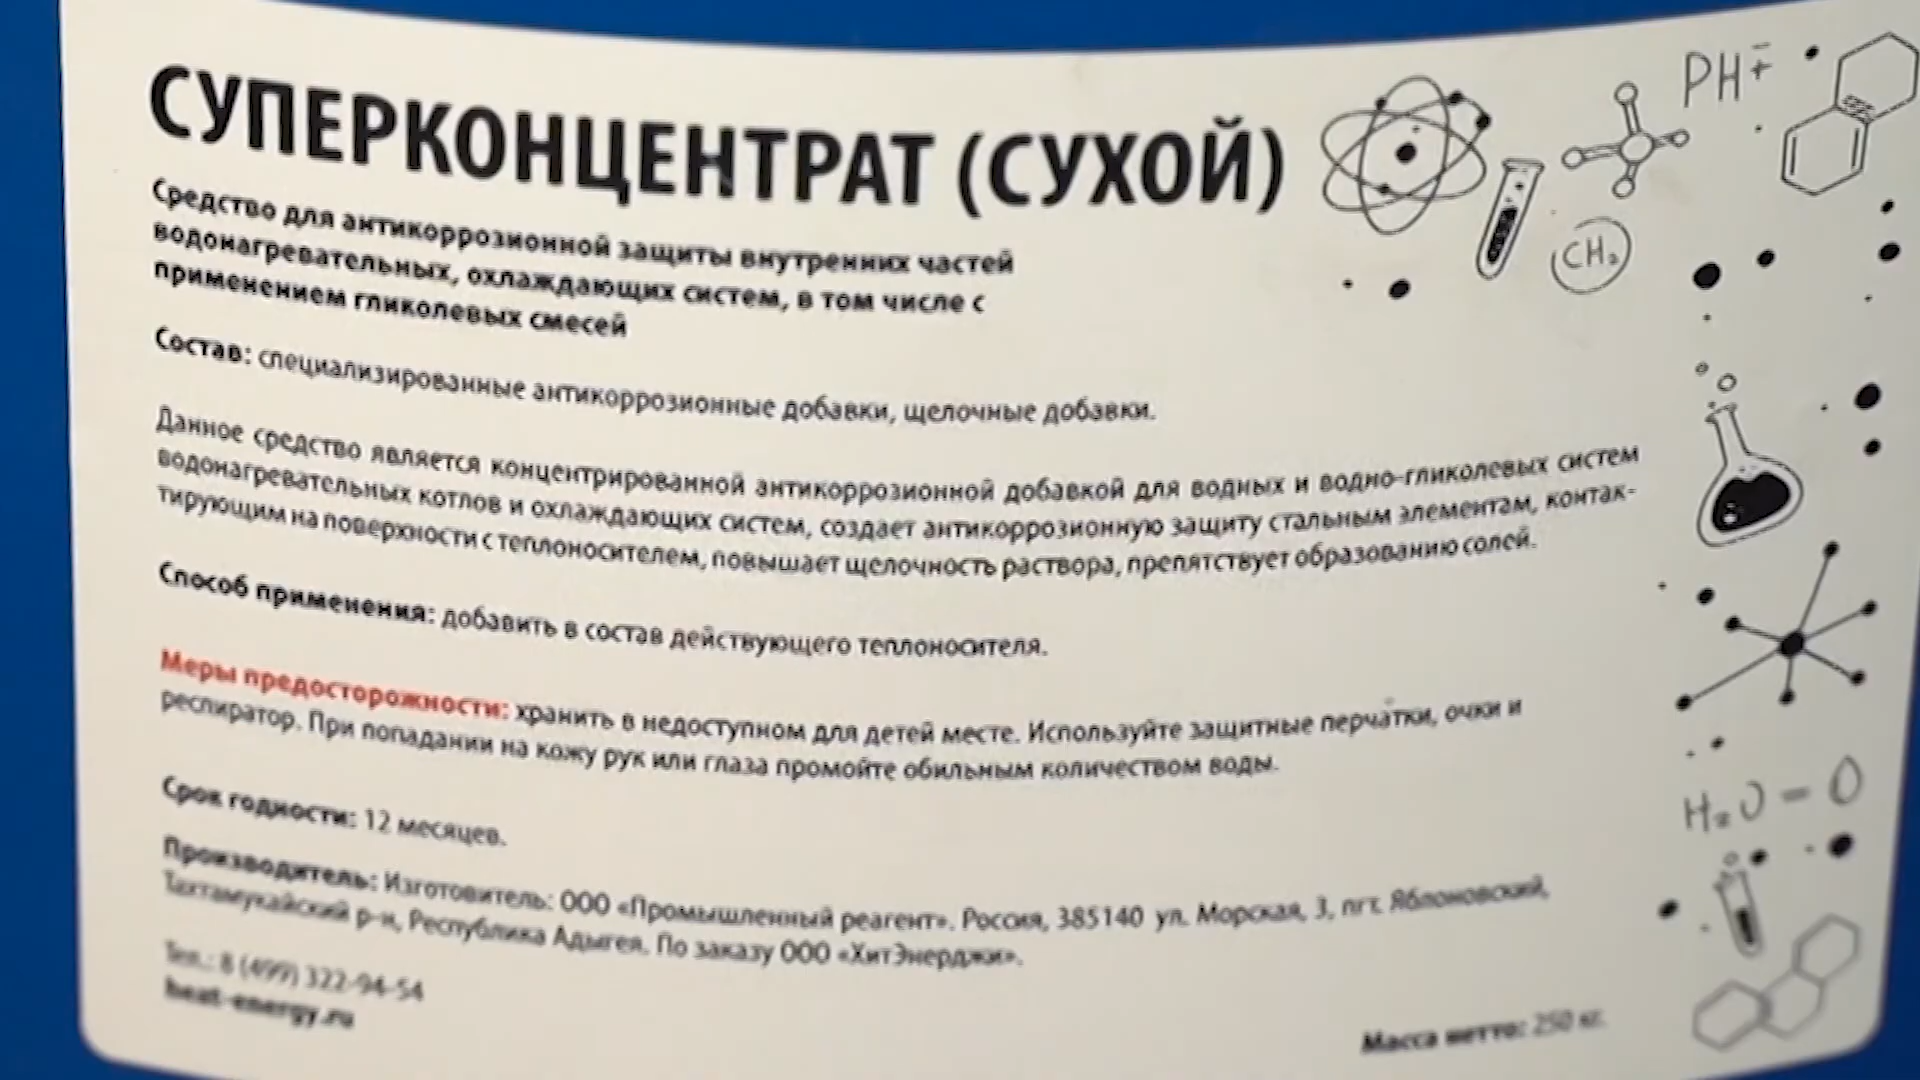 СУПЕРКОНЦЕНТРАТ (СУХОЙ)
Средство для антикоррозионной защиты внутренних частей
водонагревательных, охлаждающих систем, в том числе с
применением гликолевых смесей
Состав: специализированные антикоррозионные добавки, щелочные добавки.
Данное средство является концентрированной антикоррозионной добавкой для водных и водно-гликолевых систем
водонагревательных котлов и охлаждающих систем, создает антикоррозионную защиту стальным элементам, контак-
тирующим на поверхности с теплоносителем, повышает щелочность раствора, препятствует образованию солей.
Способ применения: добавить в состав действующего теплоносителя.
Меры предосторожности: хранить в недоступном для детей месте. Используйте защитные перчатки, очки и
респиратор. При попадании на кожу рук или глаза промойте обильным количеством воды.
Срок годности: 12 месяцев.
Производитель: Изготовитель: ООО «Промышленный реагент». Россия, 385140 ул. Морская, 3, пгт. Яблоновский,
Тахтамукайский р-н, Республика Адыгея. По заказу ООО «ХитЭнерджи».
Тел.: 8 (499) 322-94-54
heat-energy.ru
Масса нетто: 250 кг.
PH∓
CH₂
H₂O–O